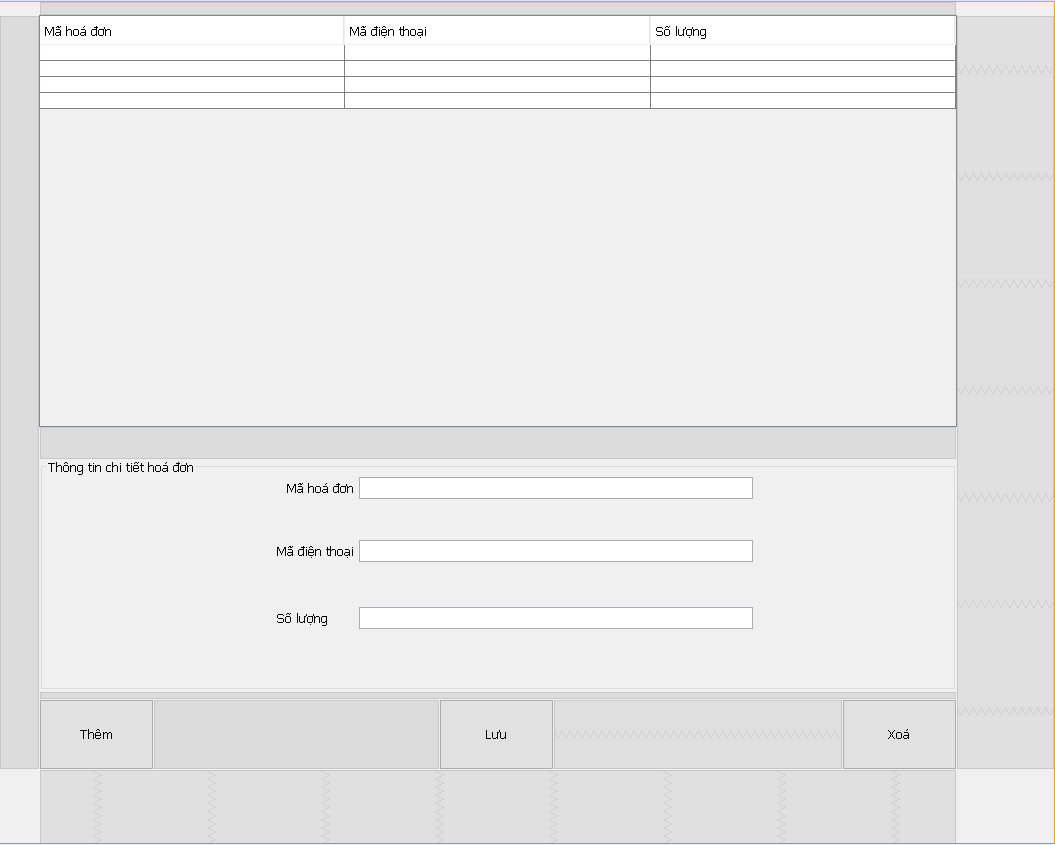 Mã hoá đơn Mã điện thoại Số lượng
Thông tin chi tiết hoá đơn
Mã hoá đơn
Mã điện thoại
Số lượng
Thêm Lưu Xoá